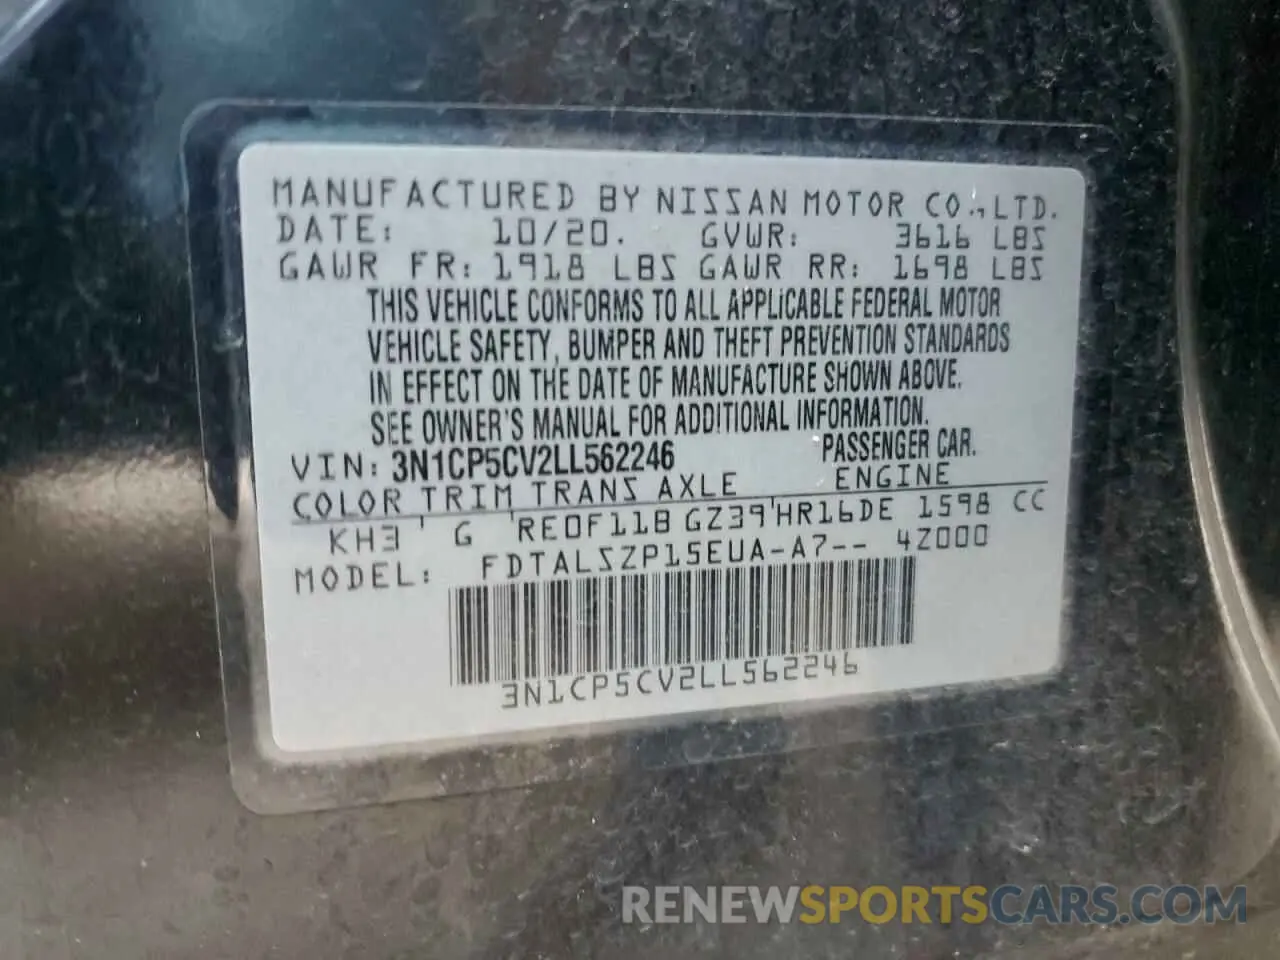 MANUFACTURED BY NISSAN MOTOR CO., LTD.
DATE: 10/20. GVWR: 3616 LBS
GAWR FR: 1918 LBS GAWR RR: 1698 LBS
THIS VEHICLE CONFORMS TO ALL APPLICABLE FEDERAL MOTOR
VEHICLE SAFETY, BUMPER AND THEFT PREVENTION STANDARDS
IN EFFECT ON THE DATE OF MANUFACTURE SHOWN ABOVE.
SEE OWNER'S MANUAL FOR ADDITIONAL INFORMATION.
VIN: 3N1CP5CV2LL562246 PASSENGER CAR.
COLOR TRIM TRANS AXLE ENGINE
KH3 G RE0F11B GZ39 HR16DE 1598 CC
MODEL: FDTALSZP15EUA-A7-- 4Z000
3N1CP5CV2LL562246
RENEWSPORTSCARS.COM